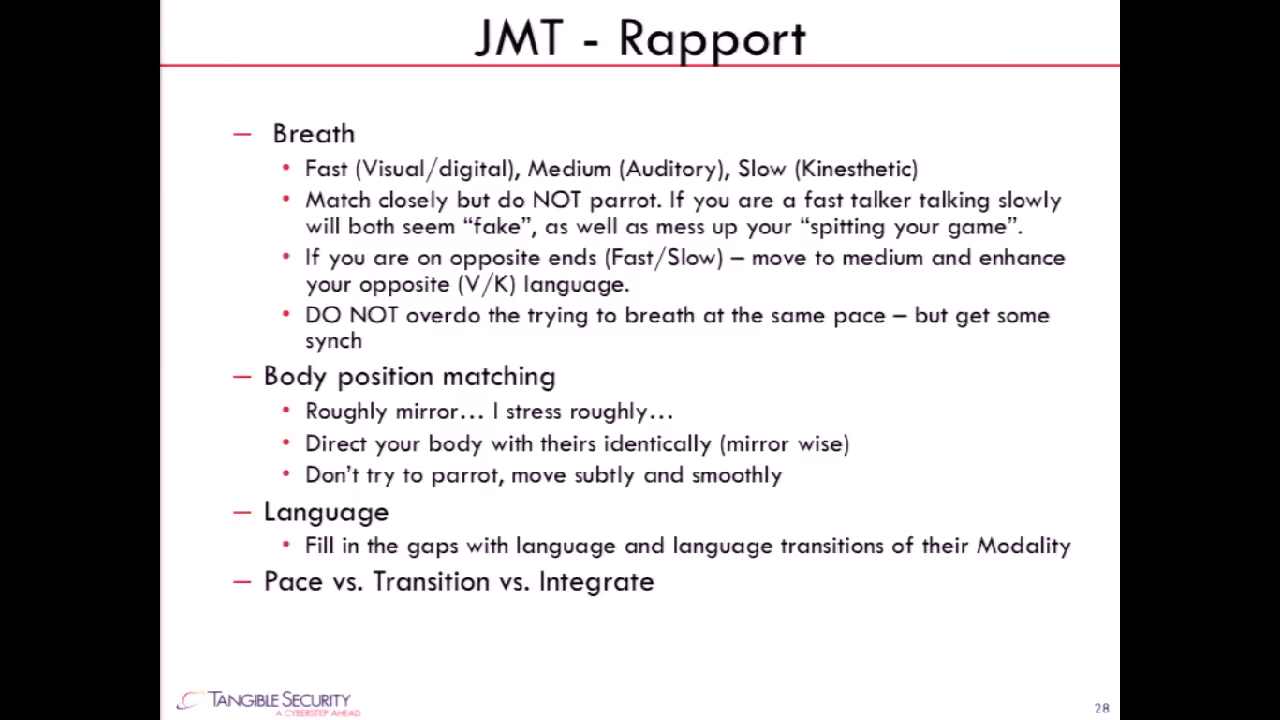 JMT - Rapport
– Breath
• Fast (Visual/digital), Medium (Auditory), Slow (Kinesthetic)
• Match closely but do NOT parrot. If you are a fast talker talking slowly
will both seem “fake”, as well as mess up your “spitting your game”.
• If you are on opposite ends (Fast/Slow) – move to medium and enhance
your opposite (V/K) language.
• DO NOT overdo the trying to breath at the same pace – but get some
synch
– Body position matching
• Roughly mirror... I stress roughly...
• Direct your body with theirs identically (mirror wise)
• Don’t try to parrot, move subtly and smoothly
– Language
• Fill in the gaps with language and language transitions of their Modality
– Pace vs. Transition vs. Integrate
TANGIBLE SECURITY
A CYBERSTEP AHEAD
28